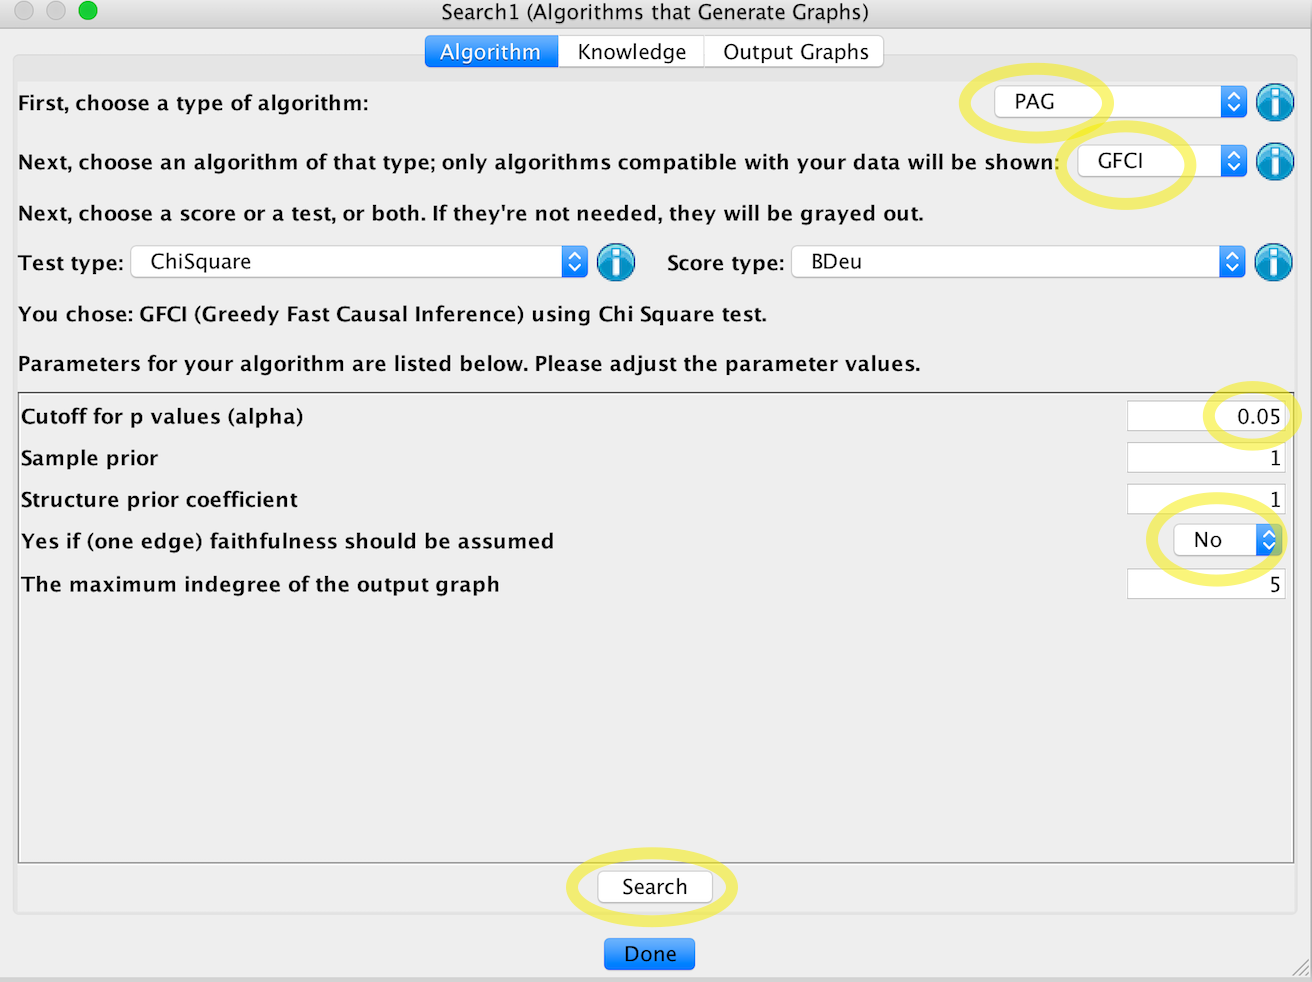 Search1 (Algorithms that Generate Graphs)
Algorithm Knowledge Output Graphs
First, choose a type of algorithm: PAG
Next, choose an algorithm of that type; only algorithms compatible with your data will be shown: GFCI
Next, choose a score or a test, or both. If they're not needed, they will be grayed out.
Test type: ChiSquare Score type: BDeu
You chose: GFCI (Greedy Fast Causal Inference) using Chi Square test.
Parameters for your algorithm are listed below. Please adjust the parameter values.
Cutoff for p values (alpha) 0.05
Sample prior 1
Structure prior coefficient 1
Yes if (one edge) faithfulness should be assumed No
The maximum indegree of the output graph 5
Search
Done